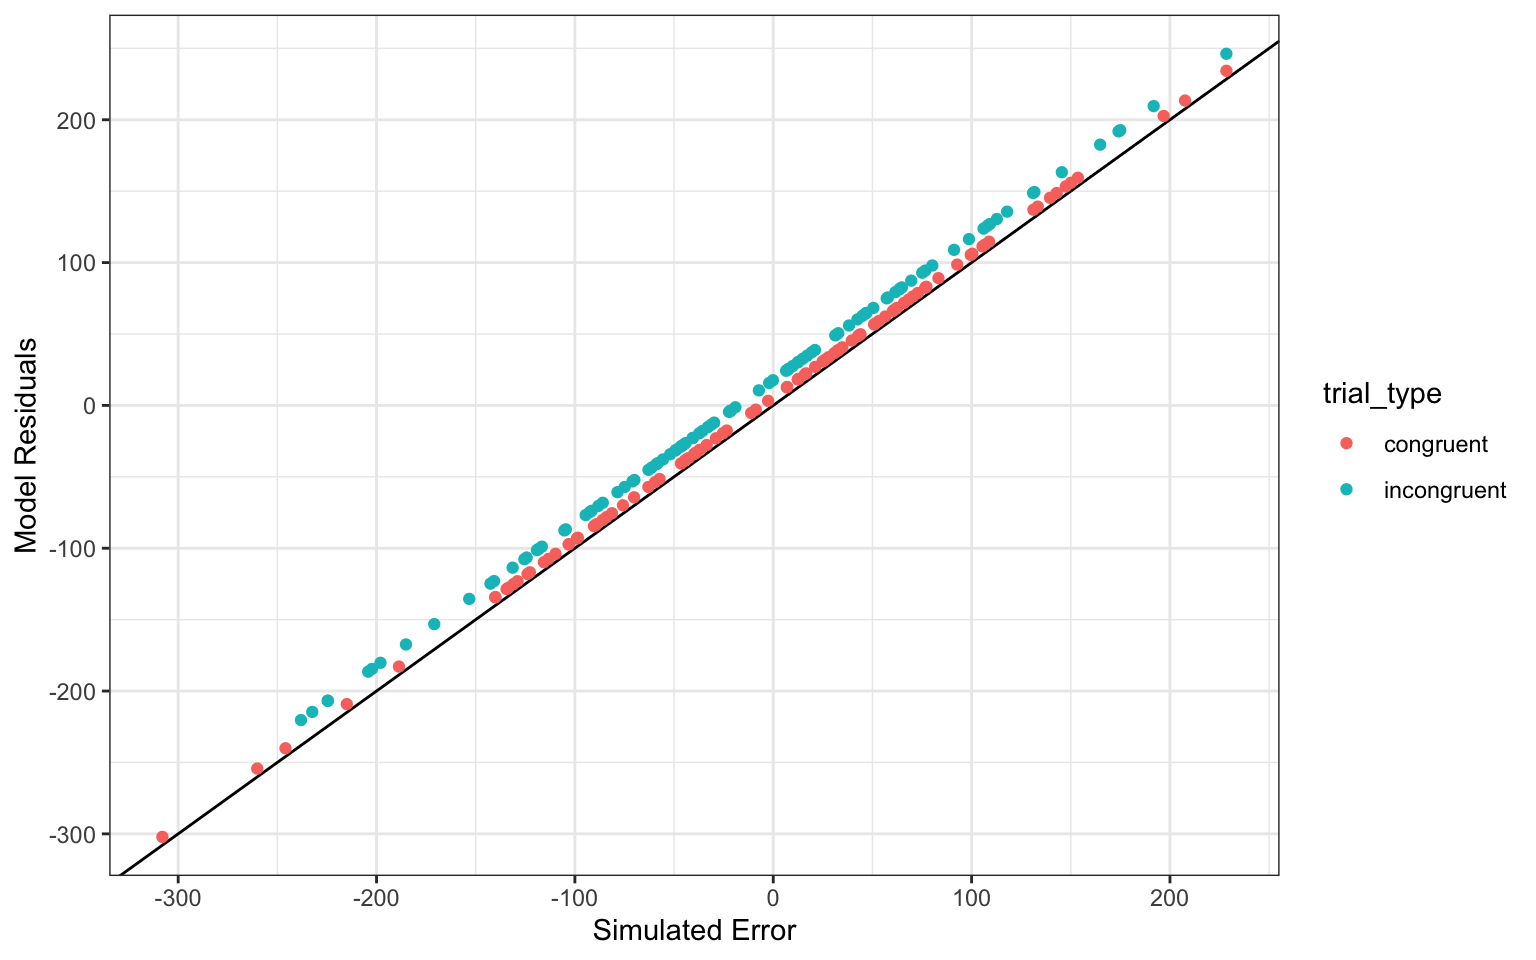 Model Residuals
200
100
0
-100
-200
-300
-300 -200 -100 0 100 200
Simulated Error
trial_type
congruent
incongruent